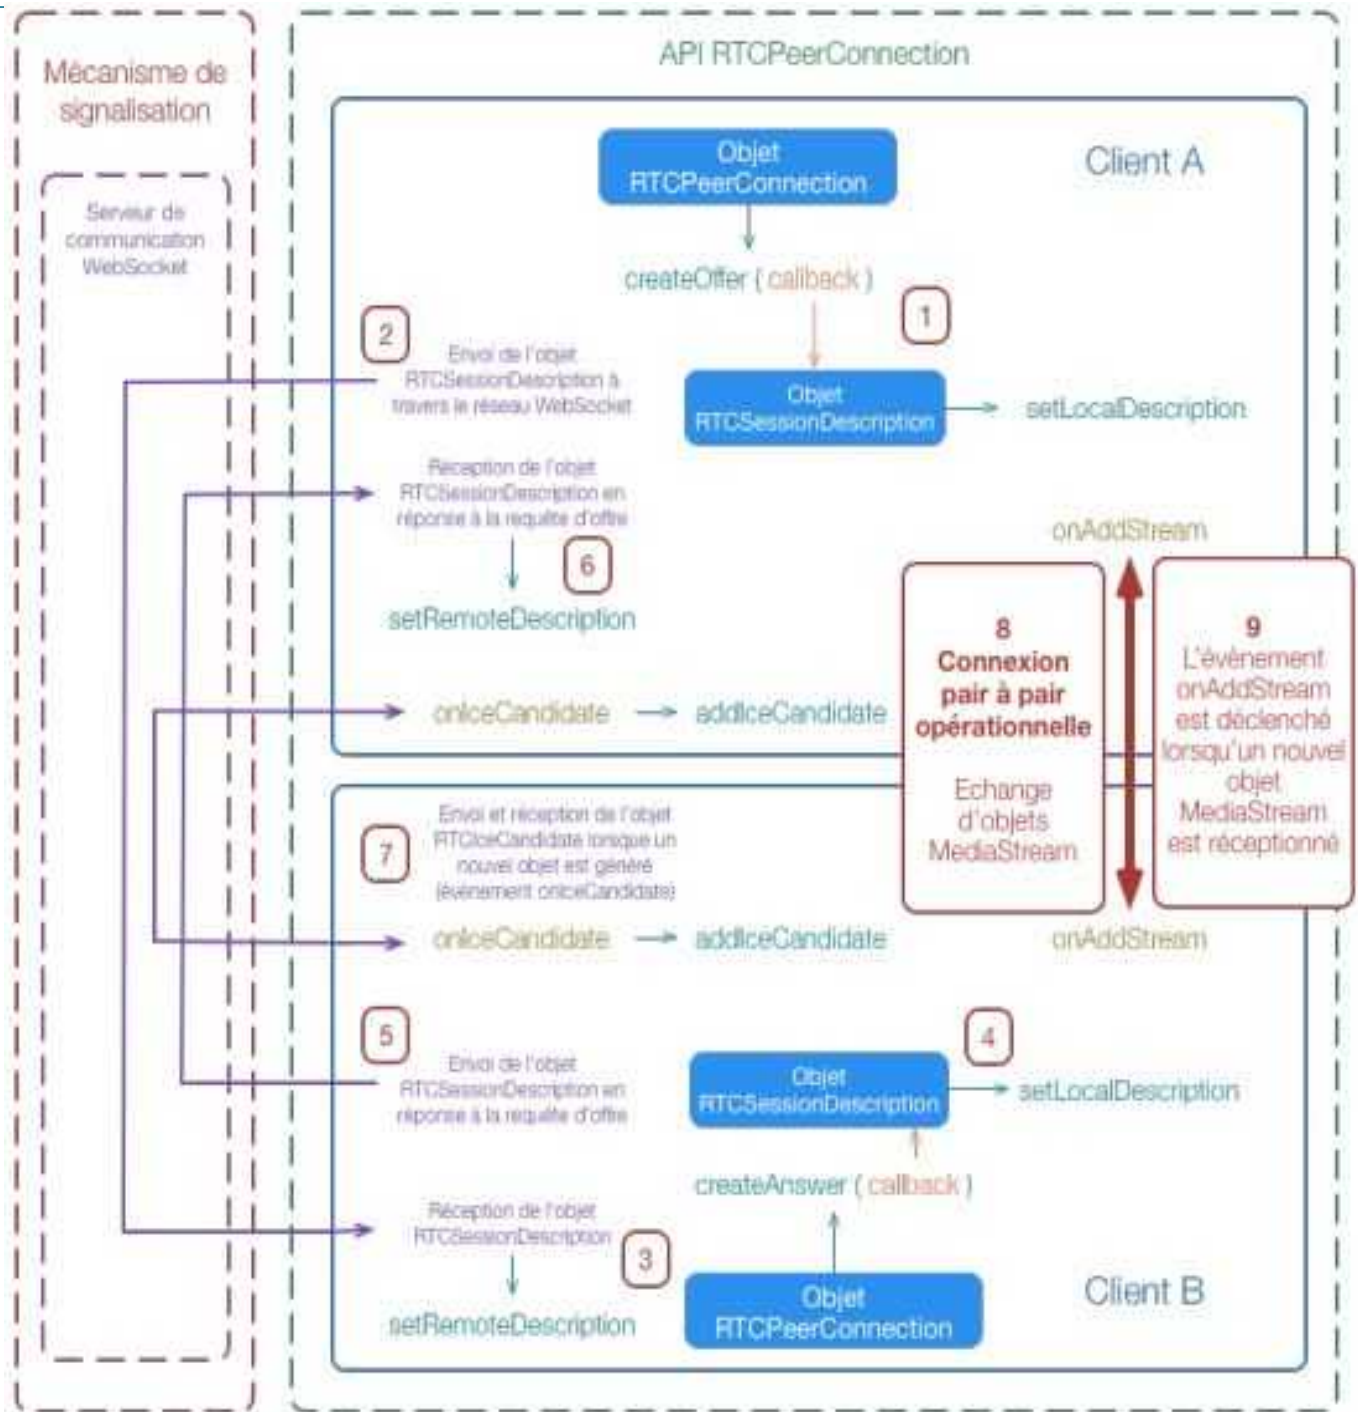 API RTCPeerConnection
Mécanisme de
signalisation
Serveur de
communication
WebSocket
Client A
Objet
RTCPeerConnection
createOffer ( callback )
1
Objet
RTCSessionDescription
setLocalDescription
2
Envoi de l'objet
RTCSessionDescription à
travers le réseau WebSocket
Réception de l'objet
RTCSessionDescription en
réponse à la requête d'offre
6
setRemoteDescription
onIceCandidate
addIceCandidate
onAddStream
8
Connexion
pair à pair
opérationnelle
Echange
d'objets
MediaStream
9
L'évènement
onAddStream
est déclenché
lorsqu'un nouvel
objet
MediaStream
est réceptionné
7
Envoi et réception de l'objet
RTCIceCandidate lorsque un
nouvel objet est généré
(évènement onIceCandidate)
onIceCandidate
addIceCandidate
onAddStream
5
Envoi de l'objet
RTCSessionDescription en
réponse à la requête d'offre
4
Objet
RTCSessionDescription
setLocalDescription
createAnswer ( callback )
Réception de l'objet
RTCSessionDescription
3
setRemoteDescription
Objet
RTCPeerConnection
Client B